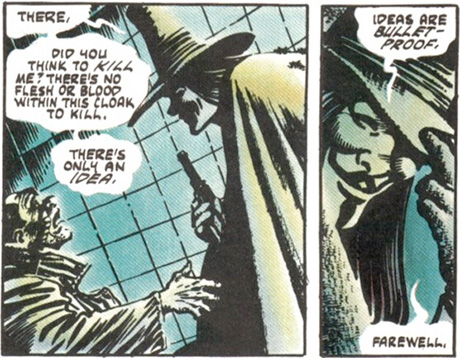 THERE,
DID YOU
THINK TO KILL
ME? THERE'S NO
FLESH OR BLOOD
WITHIN THIS CLOAK
TO KILL.
THERE'S
ONLY AN
IDEA.
IDEAS ARE
BULLET-
PROOF.
FAREWELL.